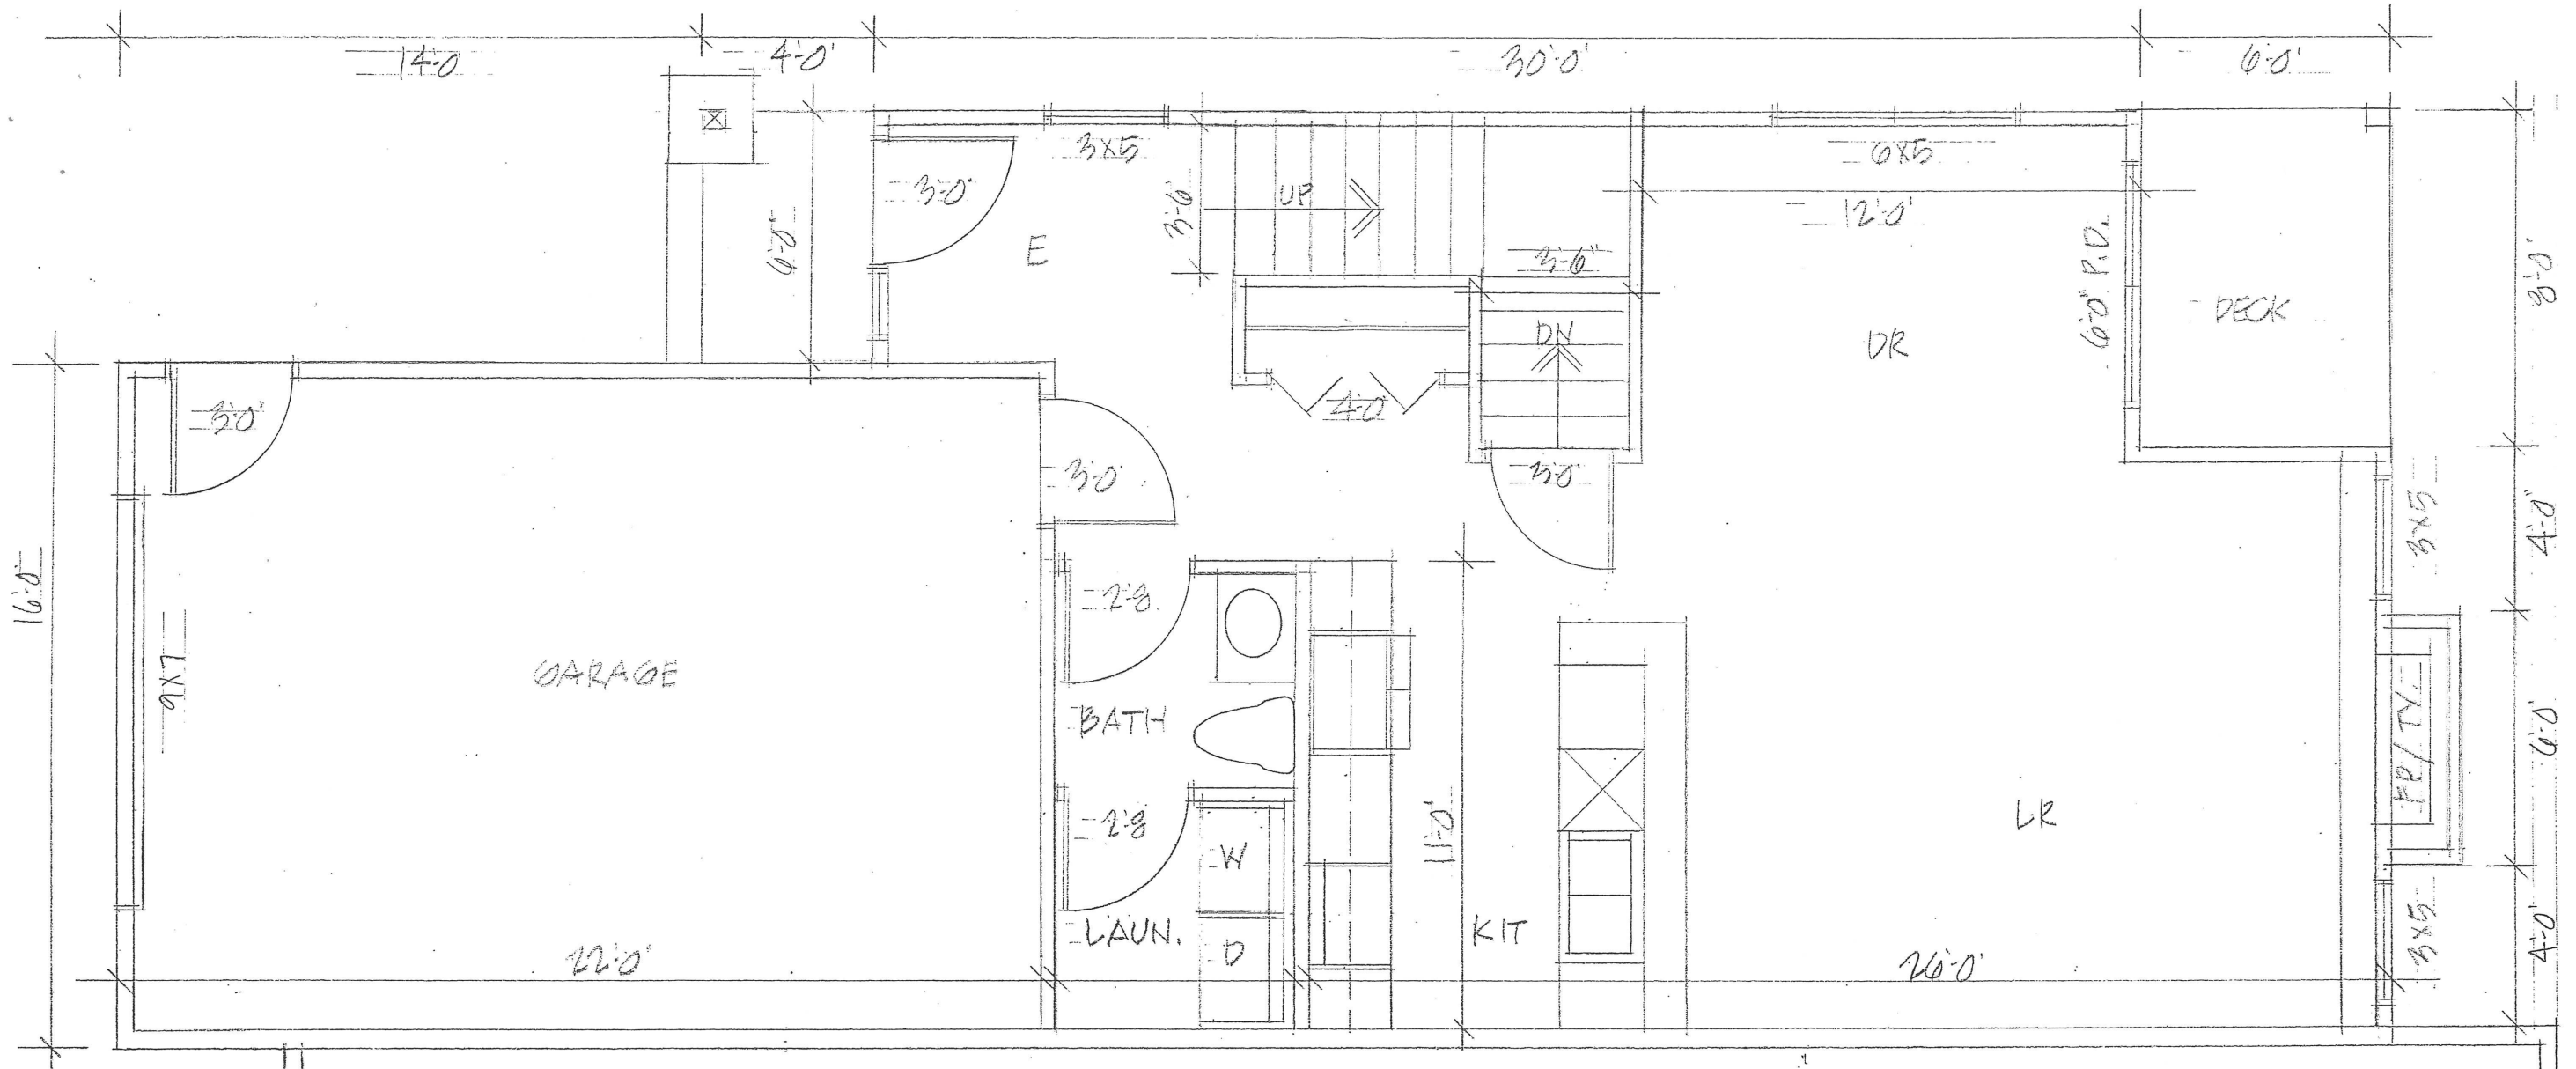 14'-0" 4'-0" 30'-0" 6'-0"
3x5 6x5
3'-0" UP 12'-0"
3'-6"
6'-0" E 3'-6" 6'-0" P.D. DECK 8'-0"
DN DR
3'-0" 4'-0"
3'-0" 3'-0" 3x5 4'-0"
16'-0" 2'-8
9x7 GARAGE BATH FP/TV. 6'-0"
2'-8 W 11'-0" LR
LAUN. D KIT 3x5 4'-0"
22'-0" 26'-0"